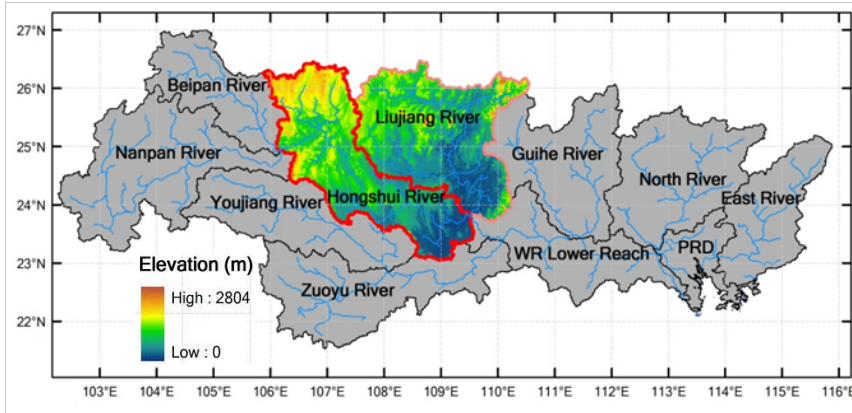 27°N
26°N
25°N
24°N
23°N
22°N
Beipan River
Liujiang River
Nanpan River
Guihe River
North River
Youjiang River
Hongshui River
East River
WR Lower Reach
PRD
Zuoyu River
Elevation (m)
High : 2804
Low : 0
103°E 104°E 105°E 106°E 107°E 108°E 109°E 110°E 111°E 112°E 113°E 114°E 115°E 116°E